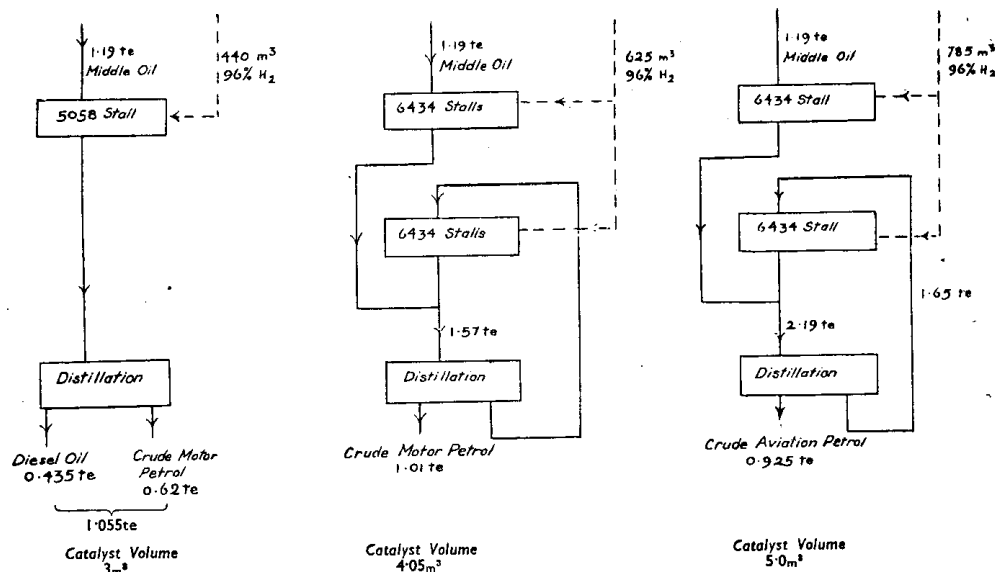 1·19 te
Middle Oil
440 m³
96% H₂
5058 Stall
Distillation
Diesel Oil
0·435 te
Crude Motor
Petrol
0·62 te
1·055te
Catalyst Volume
3m³
1·19 te
Middle Oil
625 m³
96% H₂
6434 Stalls
6434 Stalls
1·57 te
Distillation
Crude Motor Petrol
1·01 te
Catalyst Volume
4·05m³
1·19 te
Middle Oil
785 m³
96% H₂
6434 Stall
6434 Stall
1·65 te
2·19 te
Distillation
Crude Aviation Petrol
0·925 te
Catalyst Volume
5·0m³